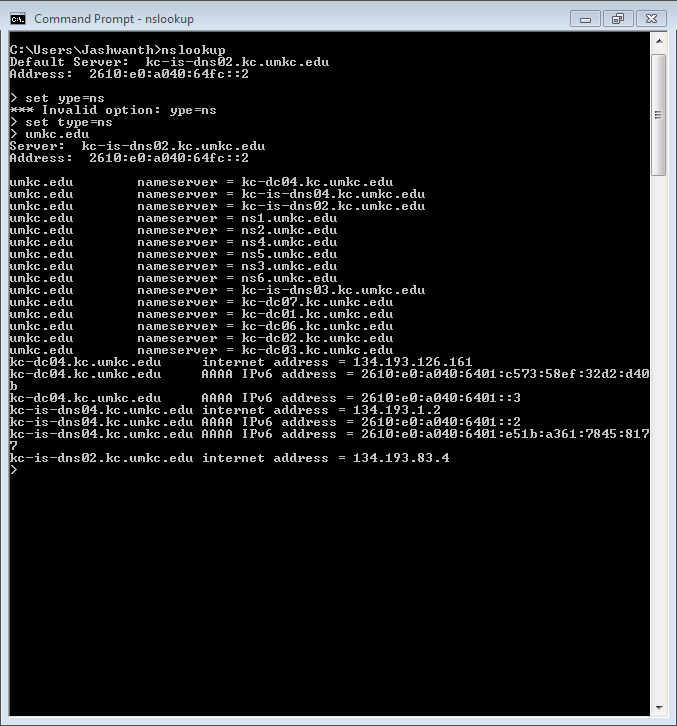 Command Prompt - nslookup
C:\Users\Jashwanth>nslookup
Default Server:  kc-is-dns02.kc.umkc.edu
Address:  2610:e0:a040:64fc::2
> set ype=ns
*** Invalid option: ype=ns
> set type=ns
> umkc.edu
Server:  kc-is-dns02.kc.umkc.edu
Address:  2610:e0:a040:64fc::2
umkc.edu        nameserver = kc-dc04.kc.umkc.edu
umkc.edu        nameserver = kc-is-dns04.kc.umkc.edu
umkc.edu        nameserver = kc-is-dns02.kc.umkc.edu
umkc.edu        nameserver = ns1.umkc.edu
umkc.edu        nameserver = ns2.umkc.edu
umkc.edu        nameserver = ns4.umkc.edu
umkc.edu        nameserver = ns5.umkc.edu
umkc.edu        nameserver = ns3.umkc.edu
umkc.edu        nameserver = ns6.umkc.edu
umkc.edu        nameserver = kc-is-dns03.kc.umkc.edu
umkc.edu        nameserver = kc-dc07.kc.umkc.edu
umkc.edu        nameserver = kc-dc01.kc.umkc.edu
umkc.edu        nameserver = kc-dc06.kc.umkc.edu
umkc.edu        nameserver = kc-dc02.kc.umkc.edu
umkc.edu        nameserver = kc-dc03.kc.umkc.edu
kc-dc04.kc.umkc.edu     internet address = 134.193.126.161
kc-dc04.kc.umkc.edu     AAAA IPv6 address = 2610:e0:a040:6401:c573:58ef:32d2:d40
b
kc-dc04.kc.umkc.edu     AAAA IPv6 address = 2610:e0:a040:6401::3
kc-is-dns04.kc.umkc.edu internet address = 134.193.1.2
kc-is-dns04.kc.umkc.edu AAAA IPv6 address = 2610:e0:a040:6401::2
kc-is-dns04.kc.umkc.edu AAAA IPv6 address = 2610:e0:a040:6401:e51b:a361:7845:817
7
kc-is-dns02.kc.umkc.edu internet address = 134.193.83.4
>